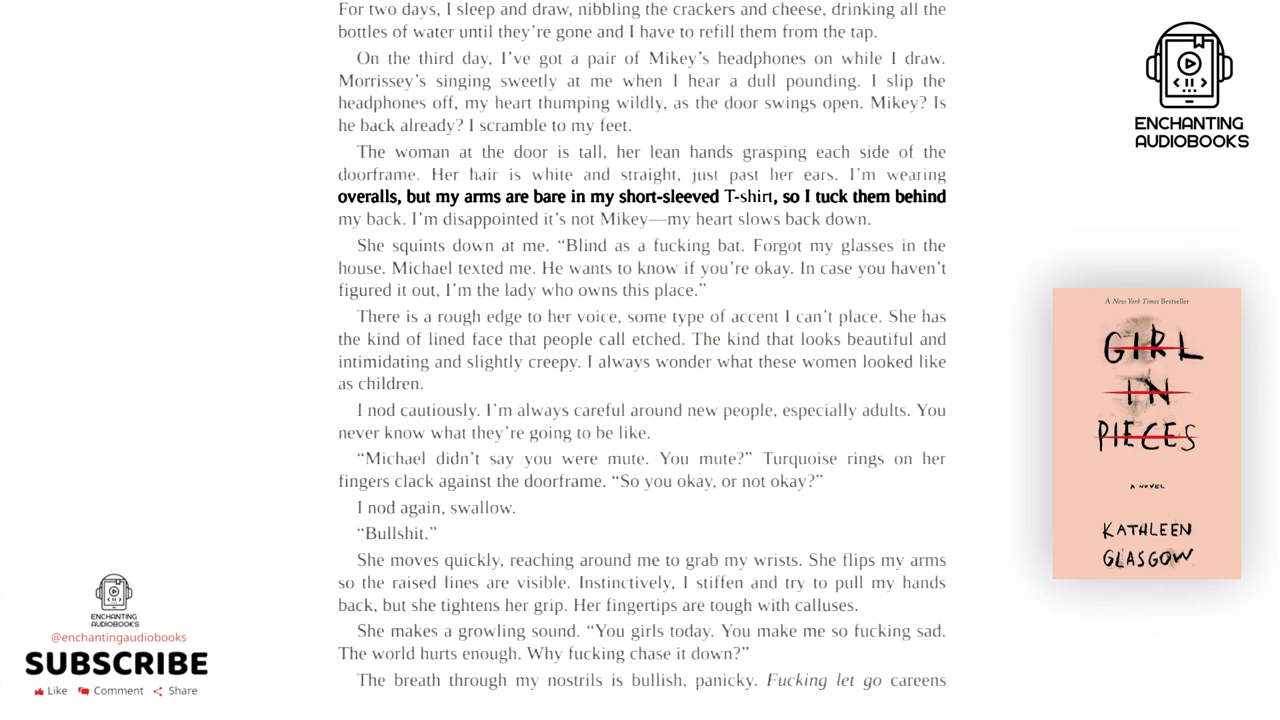 For two days, I sleep and draw, nibbling the crackers and cheese, drinking all the
bottles of water until they're gone and I have to refill them from the tap.
On the third day, I've got a pair of Mikey's headphones on while I draw.
Morrissey's singing sweetly at me when I hear a dull pounding. I slip the
headphones off, my heart thumping wildly, as the door swings open. Mikey? Is
he back already? I scramble to my feet.
The woman at the door is tall, her lean hands grasping each side of the
doorframe. Her hair is white and straight, just past her ears. I'm wearing
overalls, but my arms are bare in my short-sleeved T-shirt, so I tuck them behind
my back. I'm disappointed it's not Mikey—my heart slows back down.
She squints down at me. “Blind as a fucking bat. Forgot my glasses in the
house. Michael texted me. He wants to know if you're okay. In case you haven't
figured it out, I'm the lady who owns this place.”
There is a rough edge to her voice, some type of accent I can't place. She has
the kind of lined face that people call etched. The kind that looks beautiful and
intimidating and slightly creepy. I always wonder what these women looked like
as children.
I nod cautiously. I'm always careful around new people, especially adults. You
never know what they're going to be like.
“Michael didn't say you were mute. You mute?” Turquoise rings on her
fingers clack against the doorframe. “So you okay, or not okay?”
I nod again, swallow.
“Bullshit.”
She moves quickly, reaching around me to grab my wrists. She flips my arms
so the raised lines are visible. Instinctively, I stiffen and try to pull my hands
back, but she tightens her grip. Her fingertips are tough with calluses.
She makes a growling sound. “You girls today. You make me so fucking sad.
The world hurts enough. Why fucking chase it down?”
The breath through my nostrils is bullish, panicky. Fucking let go careens
ENCHANTING
AUDIOBOOKS
A New York Times Bestseller
GIRL
IN
PIECES
A NOVEL
KATHLEEN
GLASGOW
ENCHANTING
AUDIOBOOKS
@enchantingaudiobooks
SUBSCRIBE
Like Comment Share